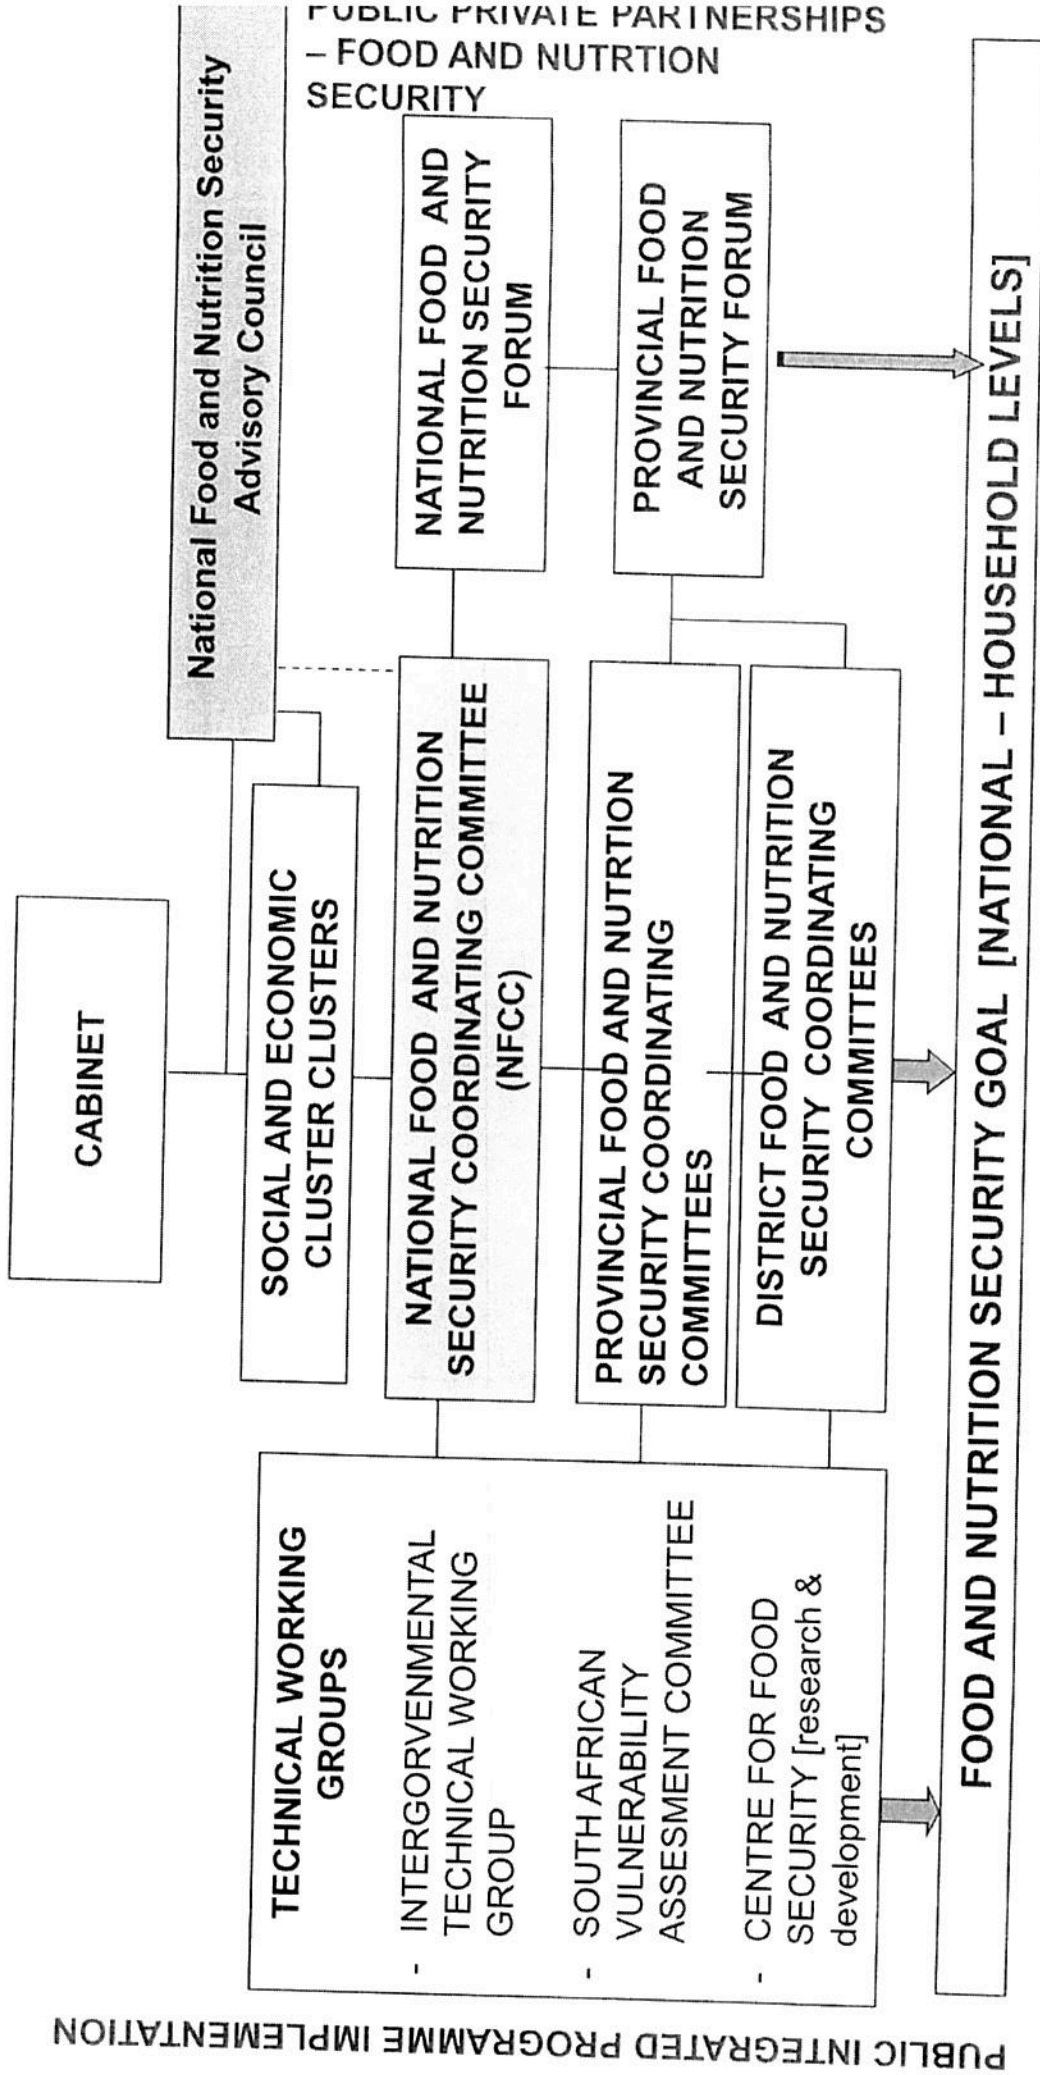 CABINET
National Food and Nutrition Security
Advisory Council
SOCIAL AND ECONOMIC
CLUSTER CLUSTERS
PUBLIC PRIVATE PARTNERSHIPS
– FOOD AND NUTRTION
SECURITY
TECHNICAL WORKING
GROUPS
- INTERGORVENMENTAL
TECHNICAL WORKING
GROUP
- SOUTH AFRICAN
VULNERABILITY
ASSESMENT COMMITTEE
- CENTRE FOR FOOD
SECURITY [research &
development]
NATIONAL FOOD AND NUTRITION
SECURITY COORDINATING COMMITTEE
(NFCC)
NATIONAL FOOD AND
NUTRITION SECURITY
FORUM
PROVINCIAL FOOD AND NUTRTION
SECURITY COORDINATING
COMMITTEES
PROVINCIAL FOOD
AND NUTRITION
SECURITY FORUM
DISTRICT FOOD AND NUTRITION
SECURITY COORDINATING
COMMITTEES
FOOD AND NUTRITION SECURITY GOAL [NATIONAL – HOUSEHOLD LEVELS]
PUBLIC INTEGRATED PROGRAMME IMPLEMENTATION